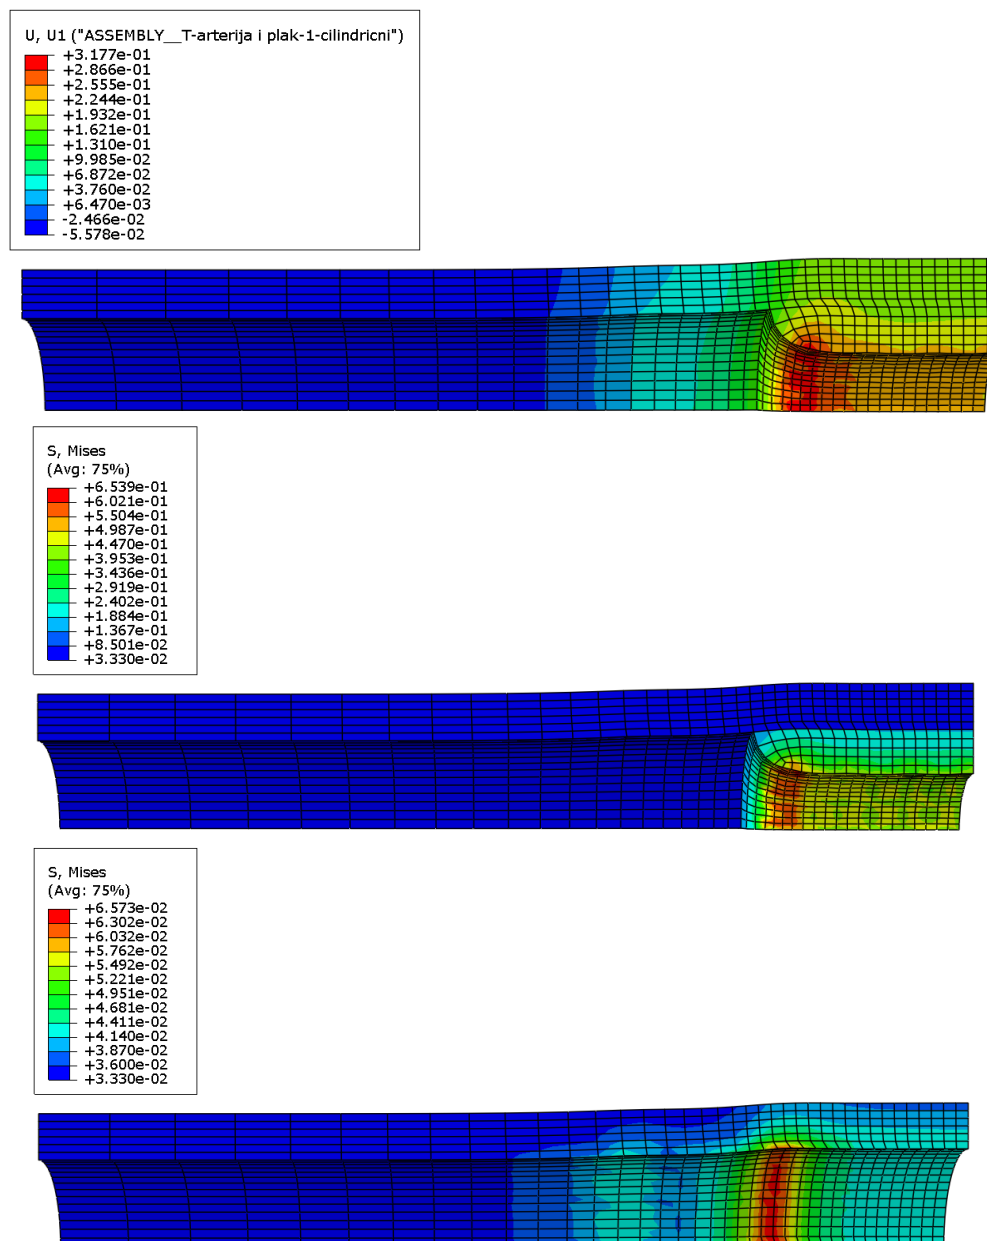 U, U1 ("ASSEMBLY__T-arterija i plak-1-cilindricni")
+3.177e-01
+2.866e-01
+2.555e-01
+2.244e-01
+1.932e-01
+1.621e-01
+1.310e-01
+9.985e-02
+6.872e-02
+3.760e-02
+6.470e-03
-2.466e-02
-5.578e-02
S, Mises
(Avg: 75%)
+6.539e-01
+6.021e-01
+5.504e-01
+4.987e-01
+4.470e-01
+3.953e-01
+3.436e-01
+2.919e-01
+2.402e-01
+1.884e-01
+1.367e-01
+8.501e-02
+3.330e-02
S, Mises
(Avg: 75%)
+6.573e-02
+6.302e-02
+6.032e-02
+5.762e-02
+5.492e-02
+5.221e-02
+4.951e-02
+4.681e-02
+4.411e-02
+4.140e-02
+3.870e-02
+3.600e-02
+3.330e-02